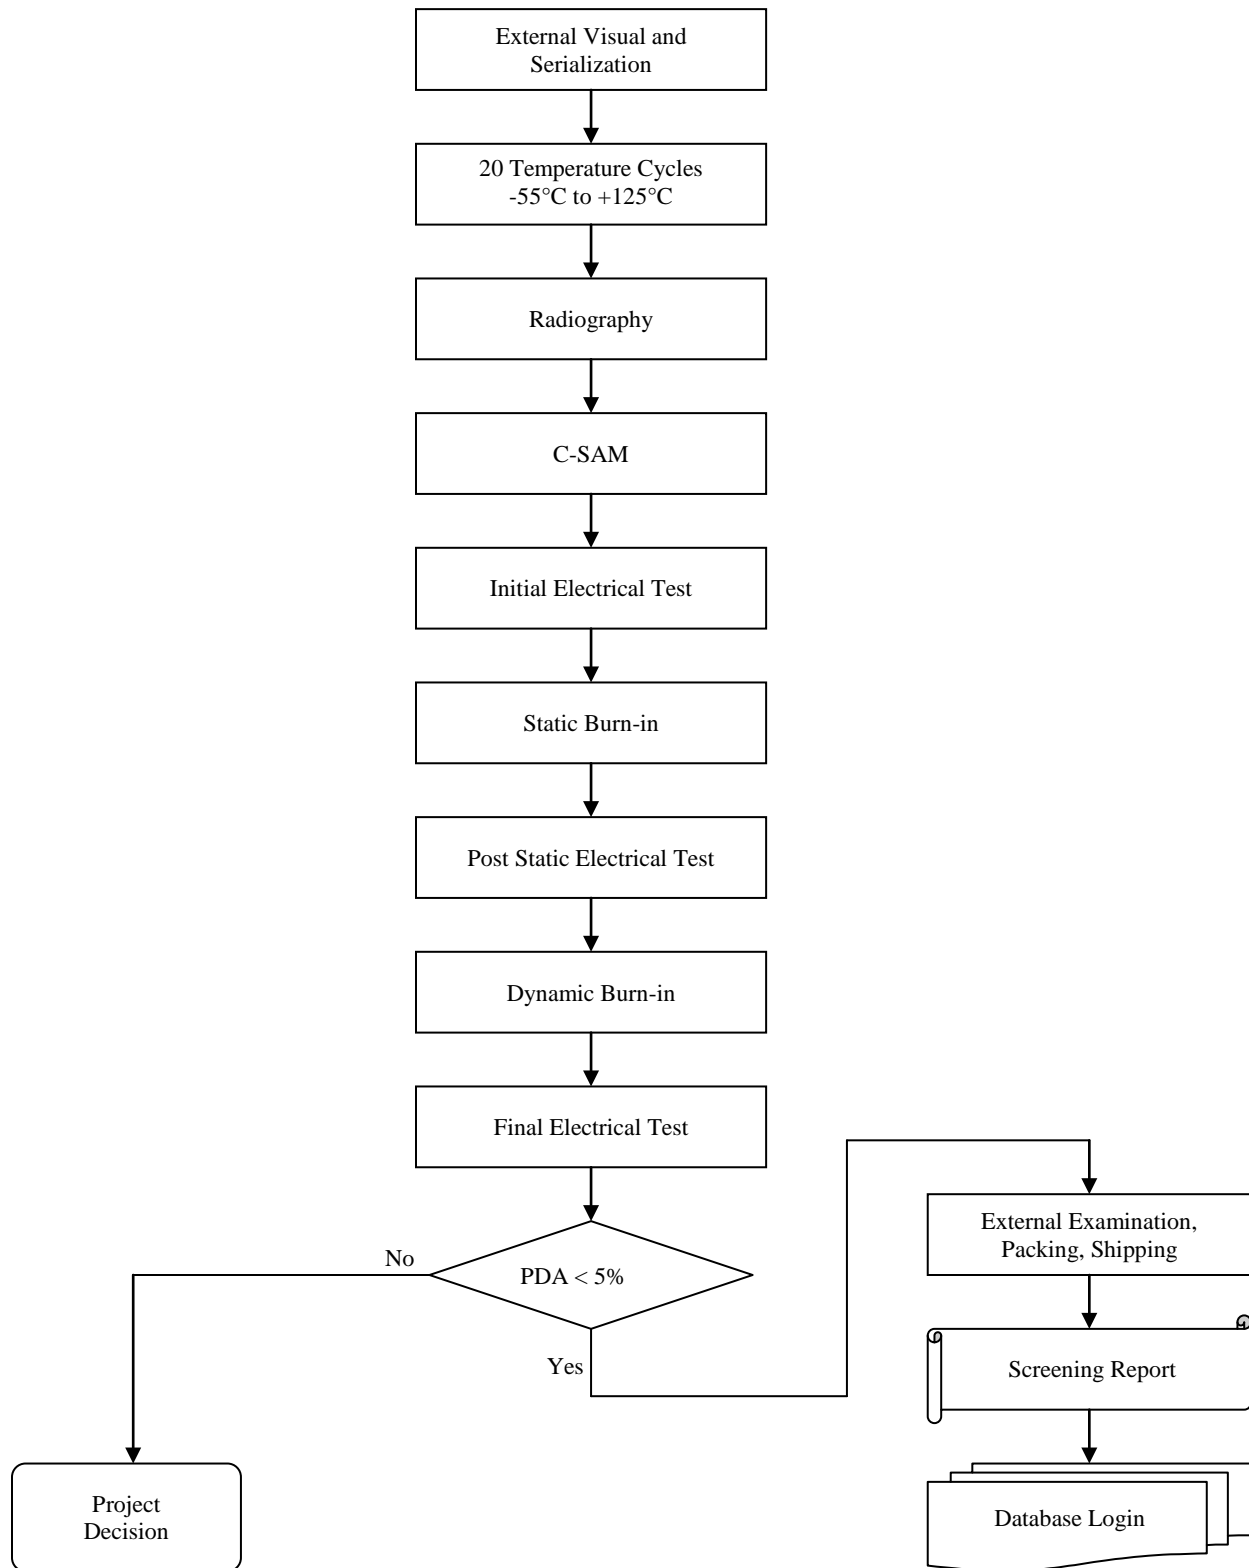 External Visual and
Serialization
20 Temperature Cycles
-55°C to +125°C
Radiography
C-SAM
Initial Electrical Test
Static Burn-in
Post Static Electrical Test
Dynamic Burn-in
Final Electrical Test
PDA < 5%
No
Yes
Project
Decision
External Examination,
Packing, Shipping
Screening Report
Database Login